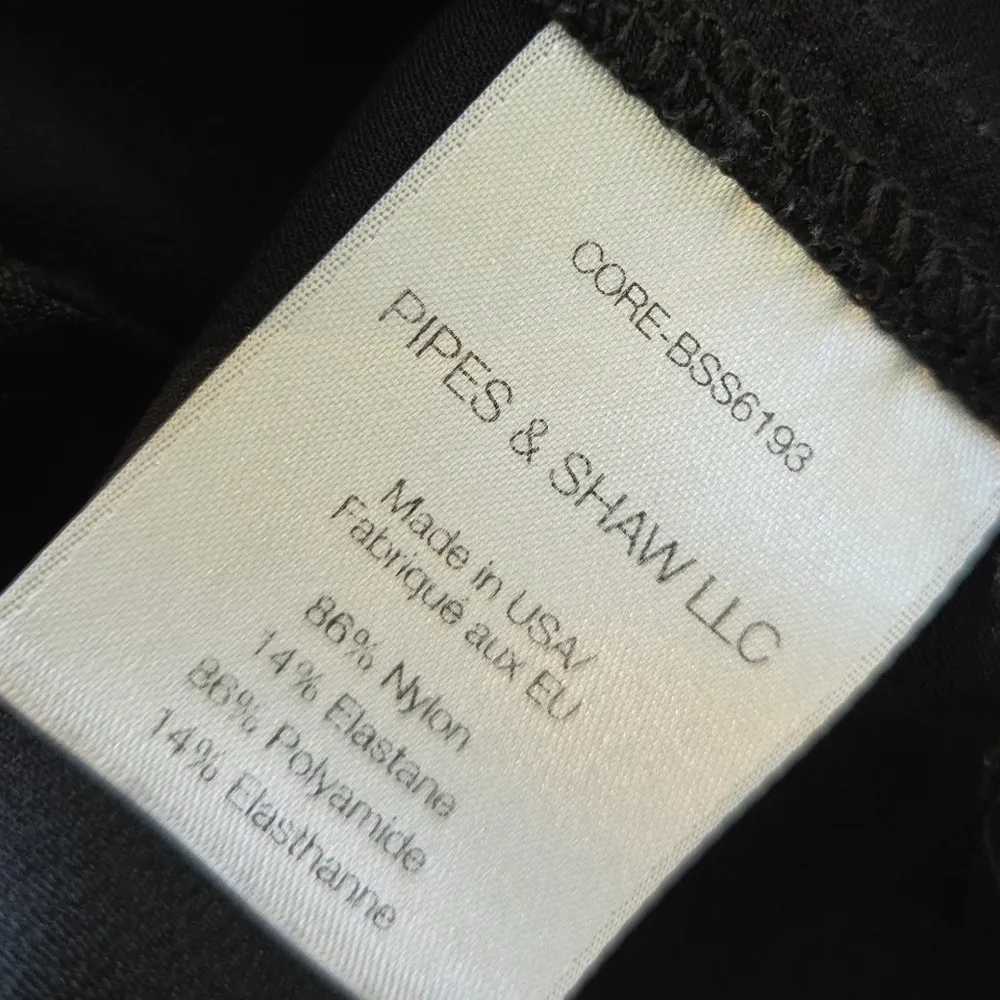 CORE-BSS6193
PIPES & SHAW LLC
Made in USA/
Fabriqué aux EU
86% Nylon
14% Elastane
86% Polyamide
14% Elasthanne